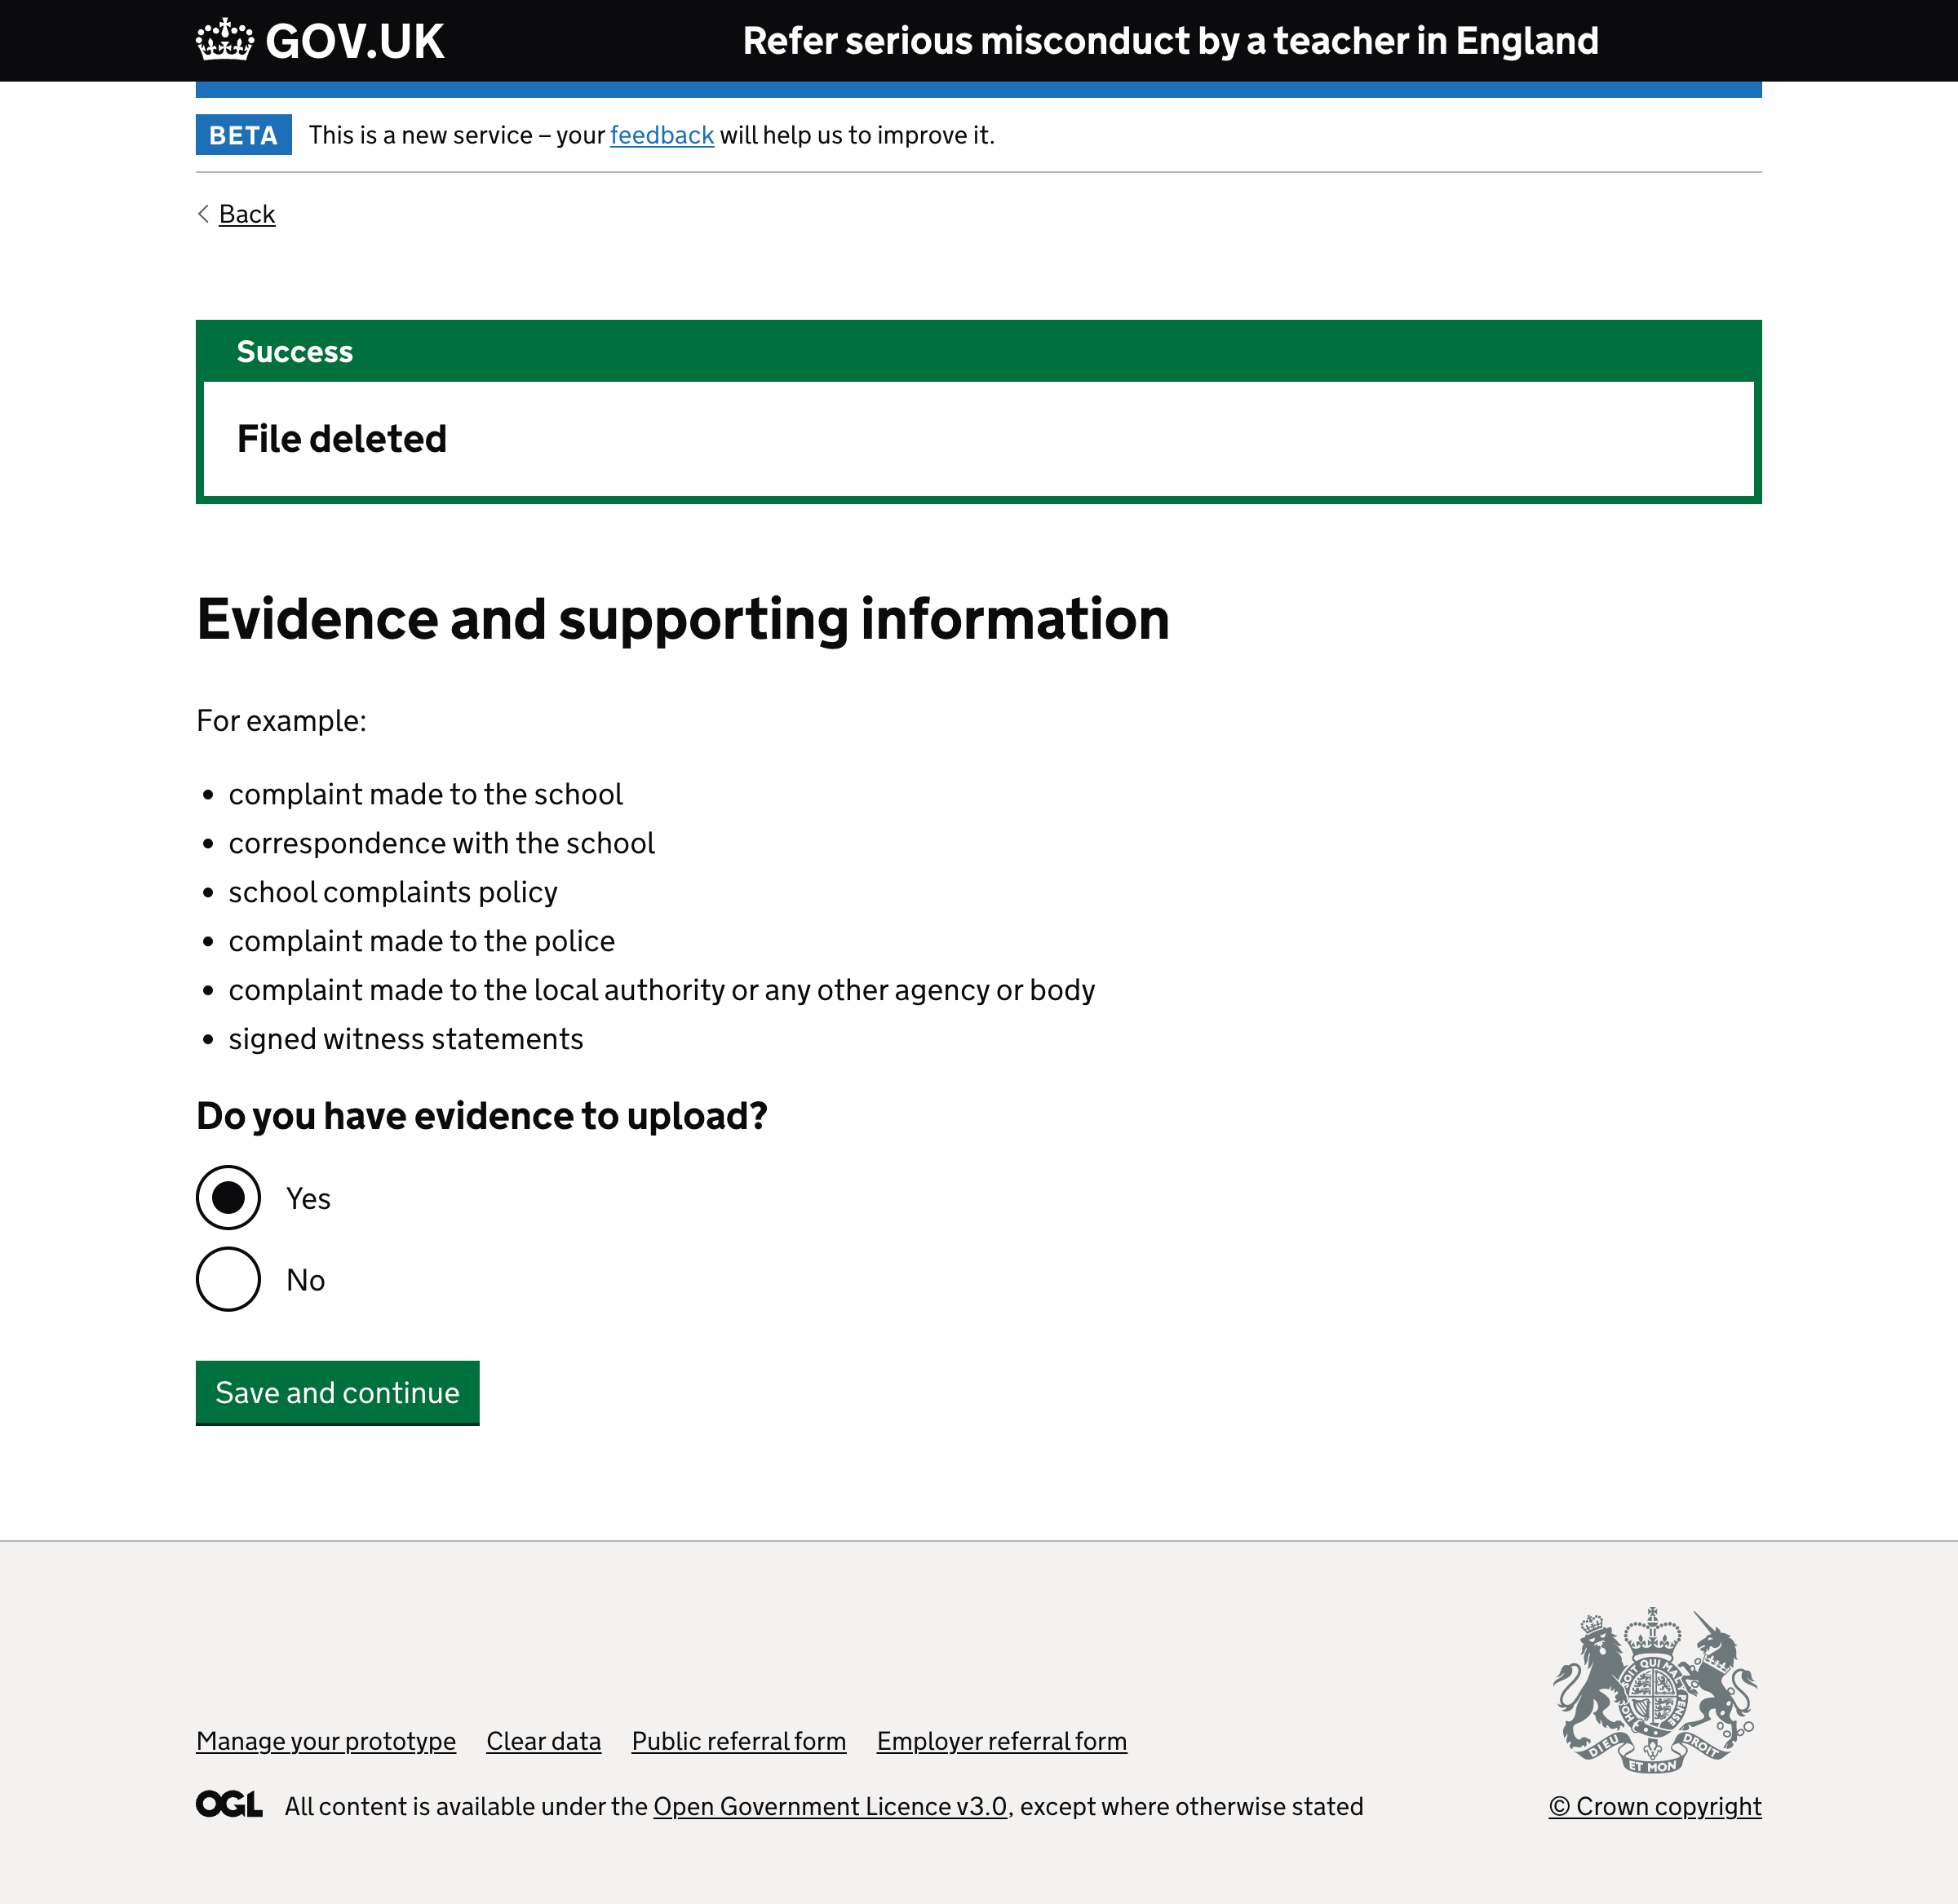 GOV.UK
Refer serious misconduct by a teacher in England
BETA
This is a new service – your feedback will help us to improve it.
Back
Success
File deleted
Evidence and supporting information
For example:
• complaint made to the school
• correspondence with the school
• school complaints policy
• complaint made to the police
• complaint made to the local authority or any other agency or body
• signed witness statements
Do you have evidence to upload?
Yes
No
Save and continue
Manage your prototype
Clear data
Public referral form
Employer referral form
DIEU ET MON DROIT
OGL
All content is available under the Open Government Licence v3.0, except where otherwise stated
© Crown copyright